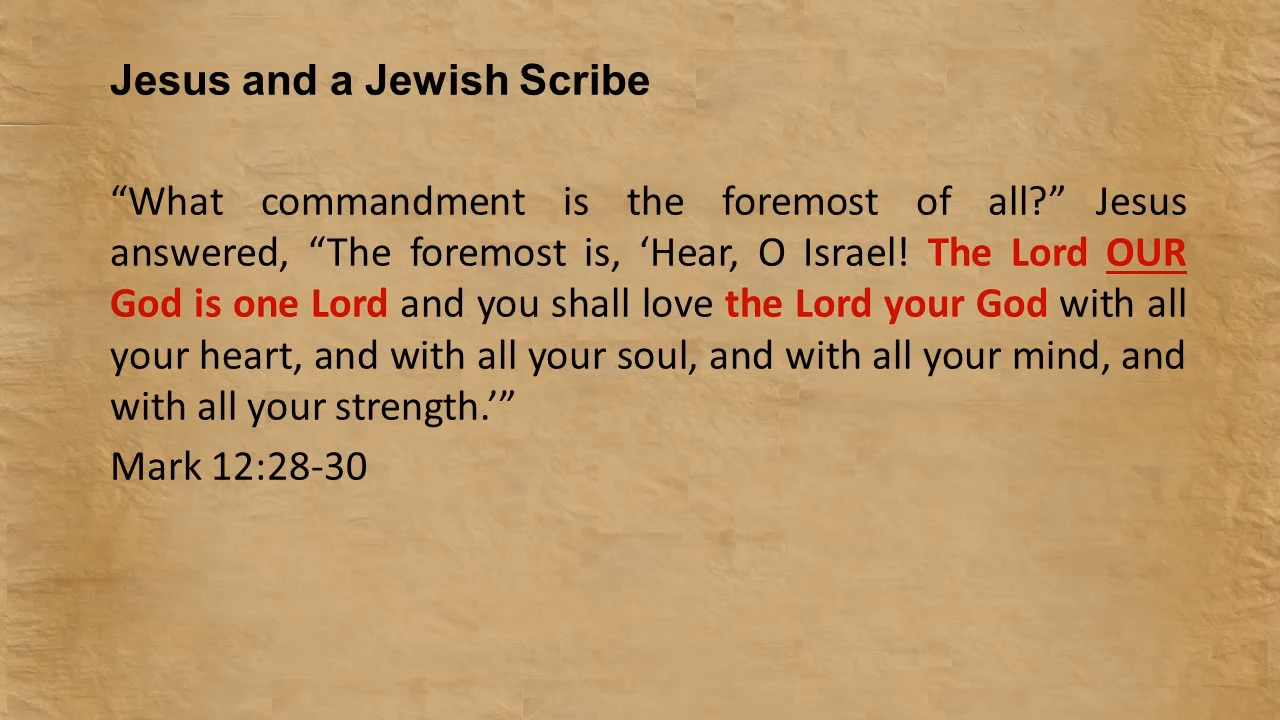 Jesus and a Jewish Scribe
“What commandment is the foremost of all?” Jesus
answered, “The foremost is, ‘Hear, O Israel! The Lord OUR
God is one Lord and you shall love the Lord your God with all
your heart, and with all your soul, and with all your mind, and
with all your strength.’”
Mark 12:28-30